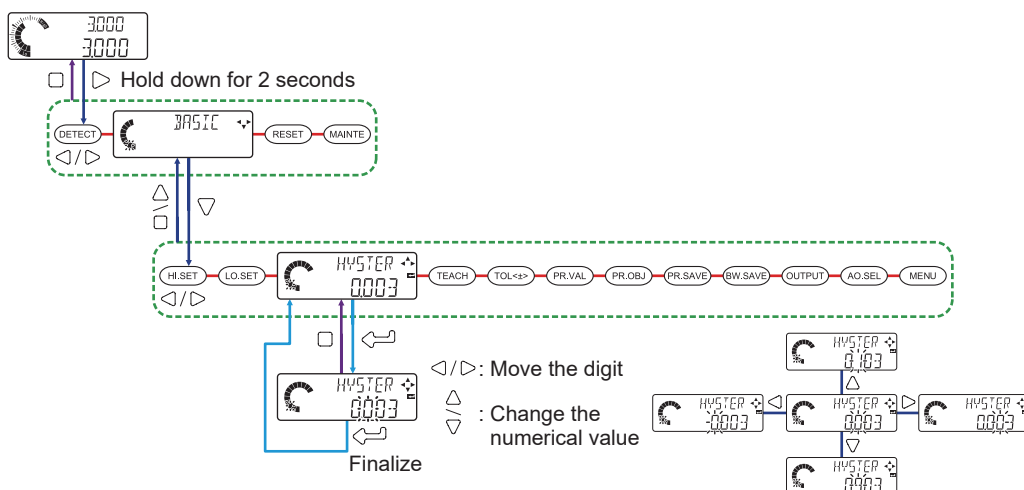 3.000
3.000
Hold down for 2 seconds
DETECT
BASIC
RESET
MAINTE
HI.SET
LO.SET
HYSTER
0.003
TEACH
TOL<±>
PR.VAL
PR.OBJ
PR.SAVE
BW.SAVE
OUTPUT
AO.SEL
MENU
HYSTER
0.003
Finalize
: Move the digit
: Change the
numerical value
HYSTER
0.103
HYSTER
-0.003
HYSTER
0.003
HYSTER
0.003
HYSTER
0.903